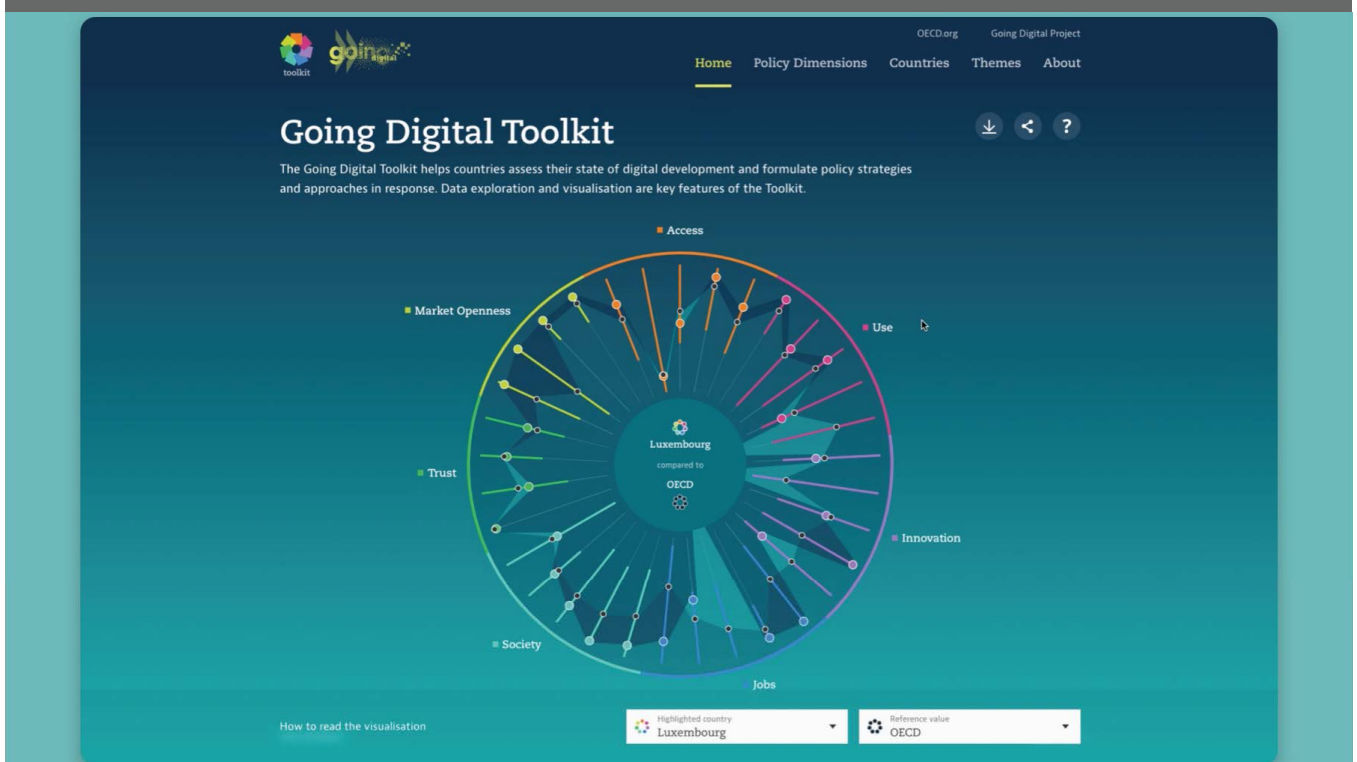 OECD.org Going Digital Project
toolkit
going
digital
Home Policy Dimensions Countries Themes About
Going Digital Toolkit
?
The Going Digital Toolkit helps countries assess their state of digital development and formulate policy strategies
and approaches in response. Data exploration and visualisation are key features of the Toolkit.
Access
Market Openness
Use
Luxembourg
compared to
OECD
Trust
Innovation
Society
Jobs
How to read the visualisation
Highlighted country
Luxembourg
Reference value
OECD